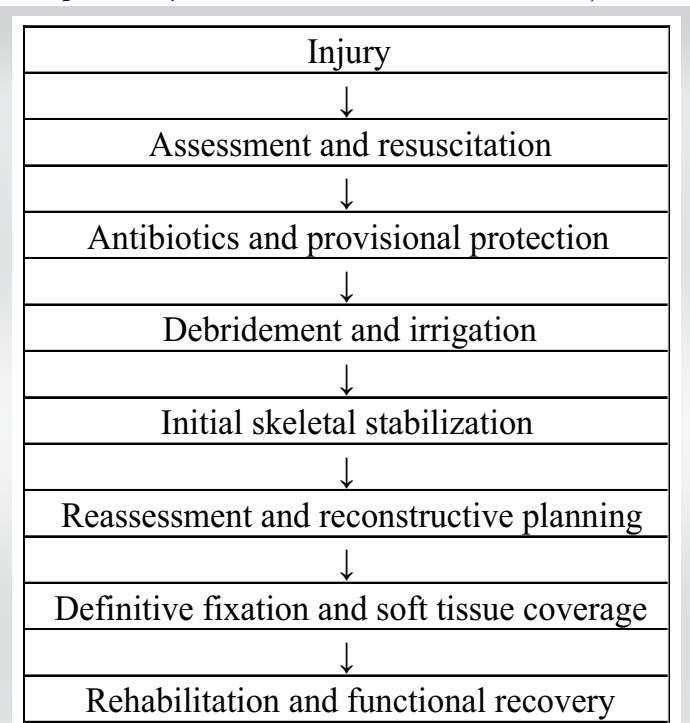 Injury
↓
Assessment and resuscitation
↓
Antibiotics and provisional protection
↓
Debridement and irrigation
↓
Initial skeletal stabilization
↓
Reassessment and reconstructive planning
↓
Definitive fixation and soft tissue coverage
↓
Rehabilitation and functional recovery